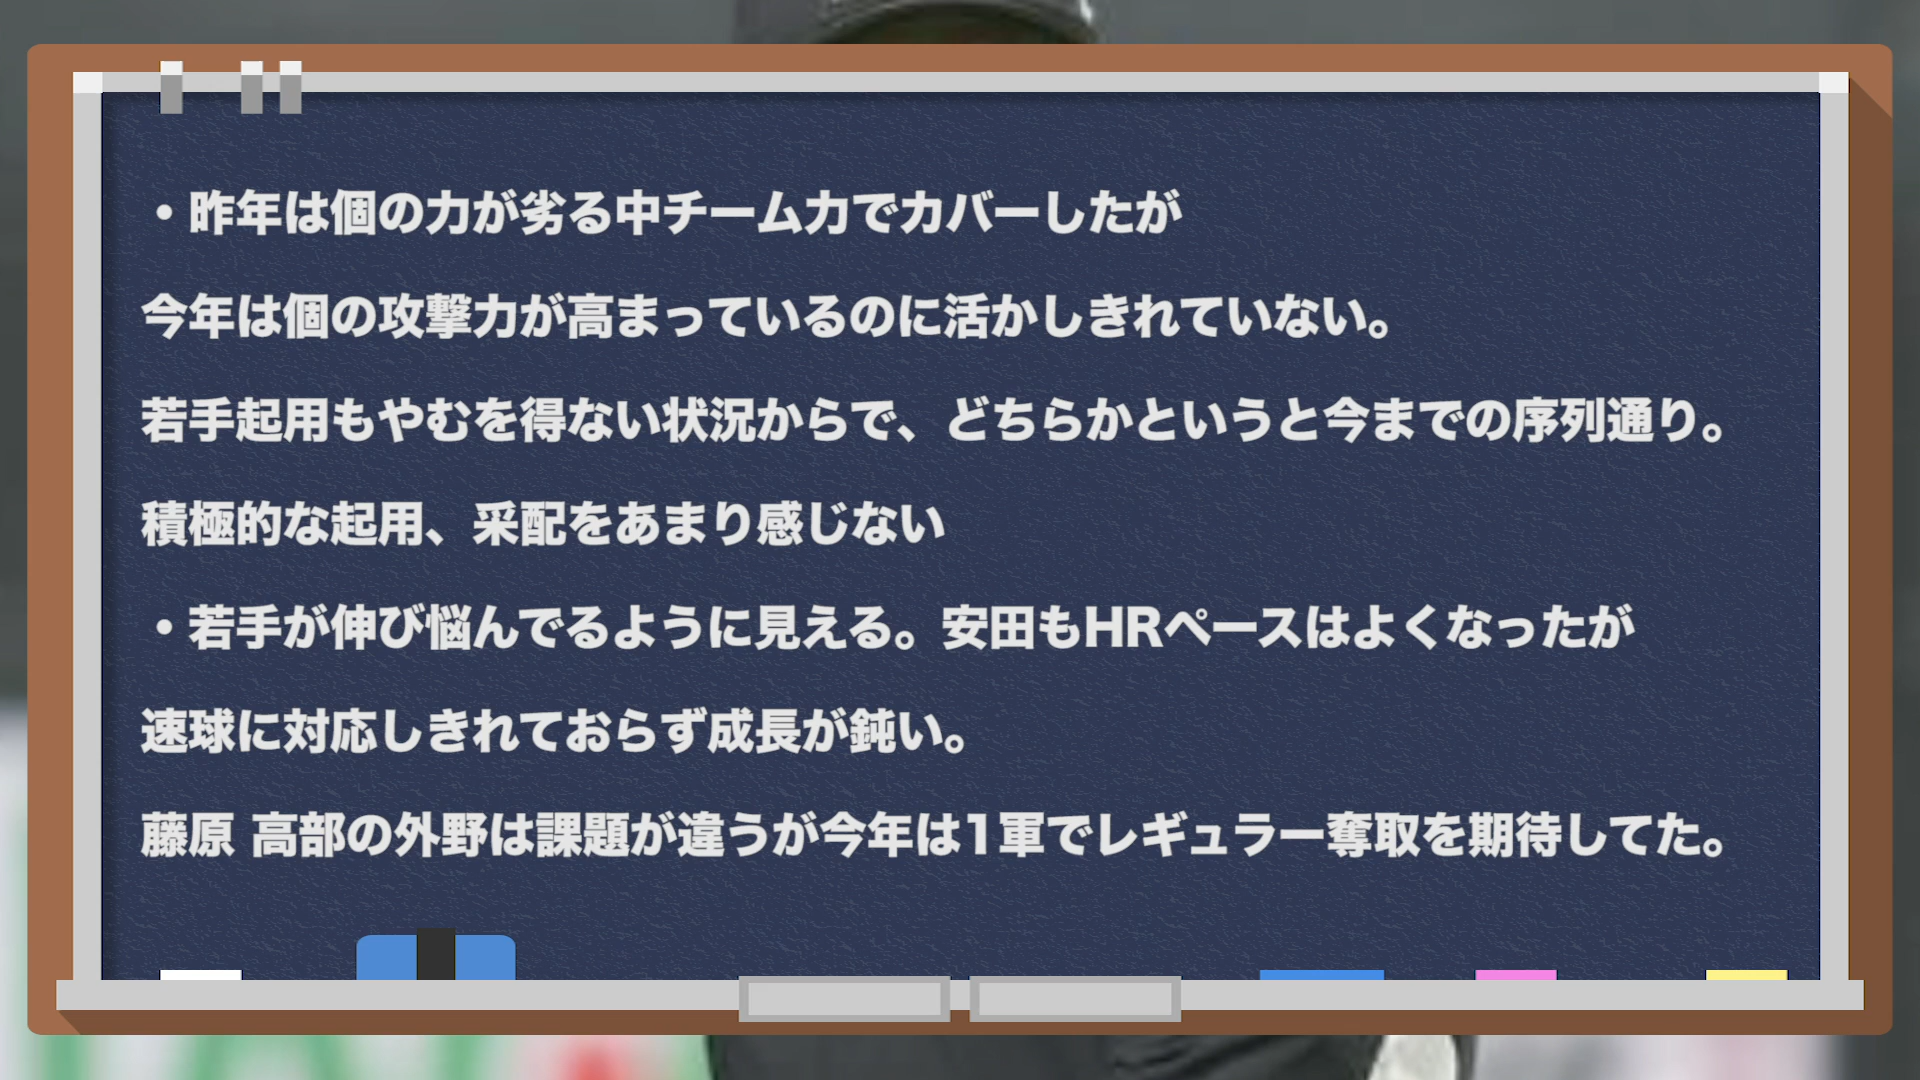 ・昨年は個の力が劣る中チーム力でカバーしたが
今年は個の攻撃力が高まっているのに活かしきれていない。
若手起用もやむを得ない状況からで、どちらかというと今までの序列通り。
積極的な起用、采配をあまり感じない
・若手が伸び悩んでるように見える。安田もHRペースはよくなったが
速球に対応しきれておらず成長が鈍い。
藤原 高部の外野は課題が違うが今年は1軍でレギュラー奪取を期待してた。